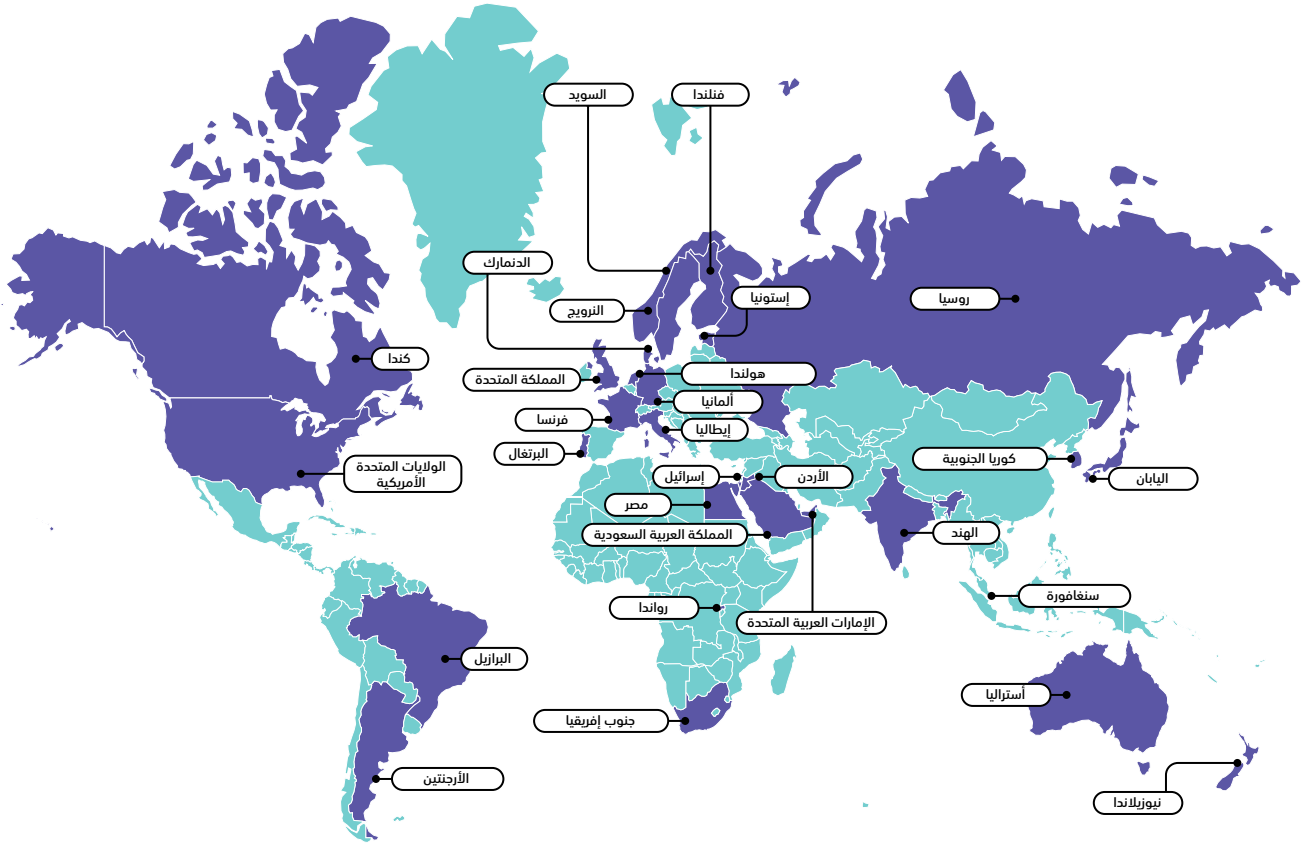 فنلندا
السويد
الدنمارك
إستونيا
روسيا
النرويج
كندا
هولندا
المملكة المتحدة
ألمانيا
فرنسا
إيطاليا
البرتغال
كوريا الجنوبية
الولايات المتحدة
الأمريكية
الأردن
إسرائيل
اليابان
مصر
الهند
المملكة العربية السعودية
سنغافورة
رواندا
الإمارات العربية المتحدة
البرازيل
أستراليا
جنوب إفريقيا
الأرجنتين
نيوزيلاندا